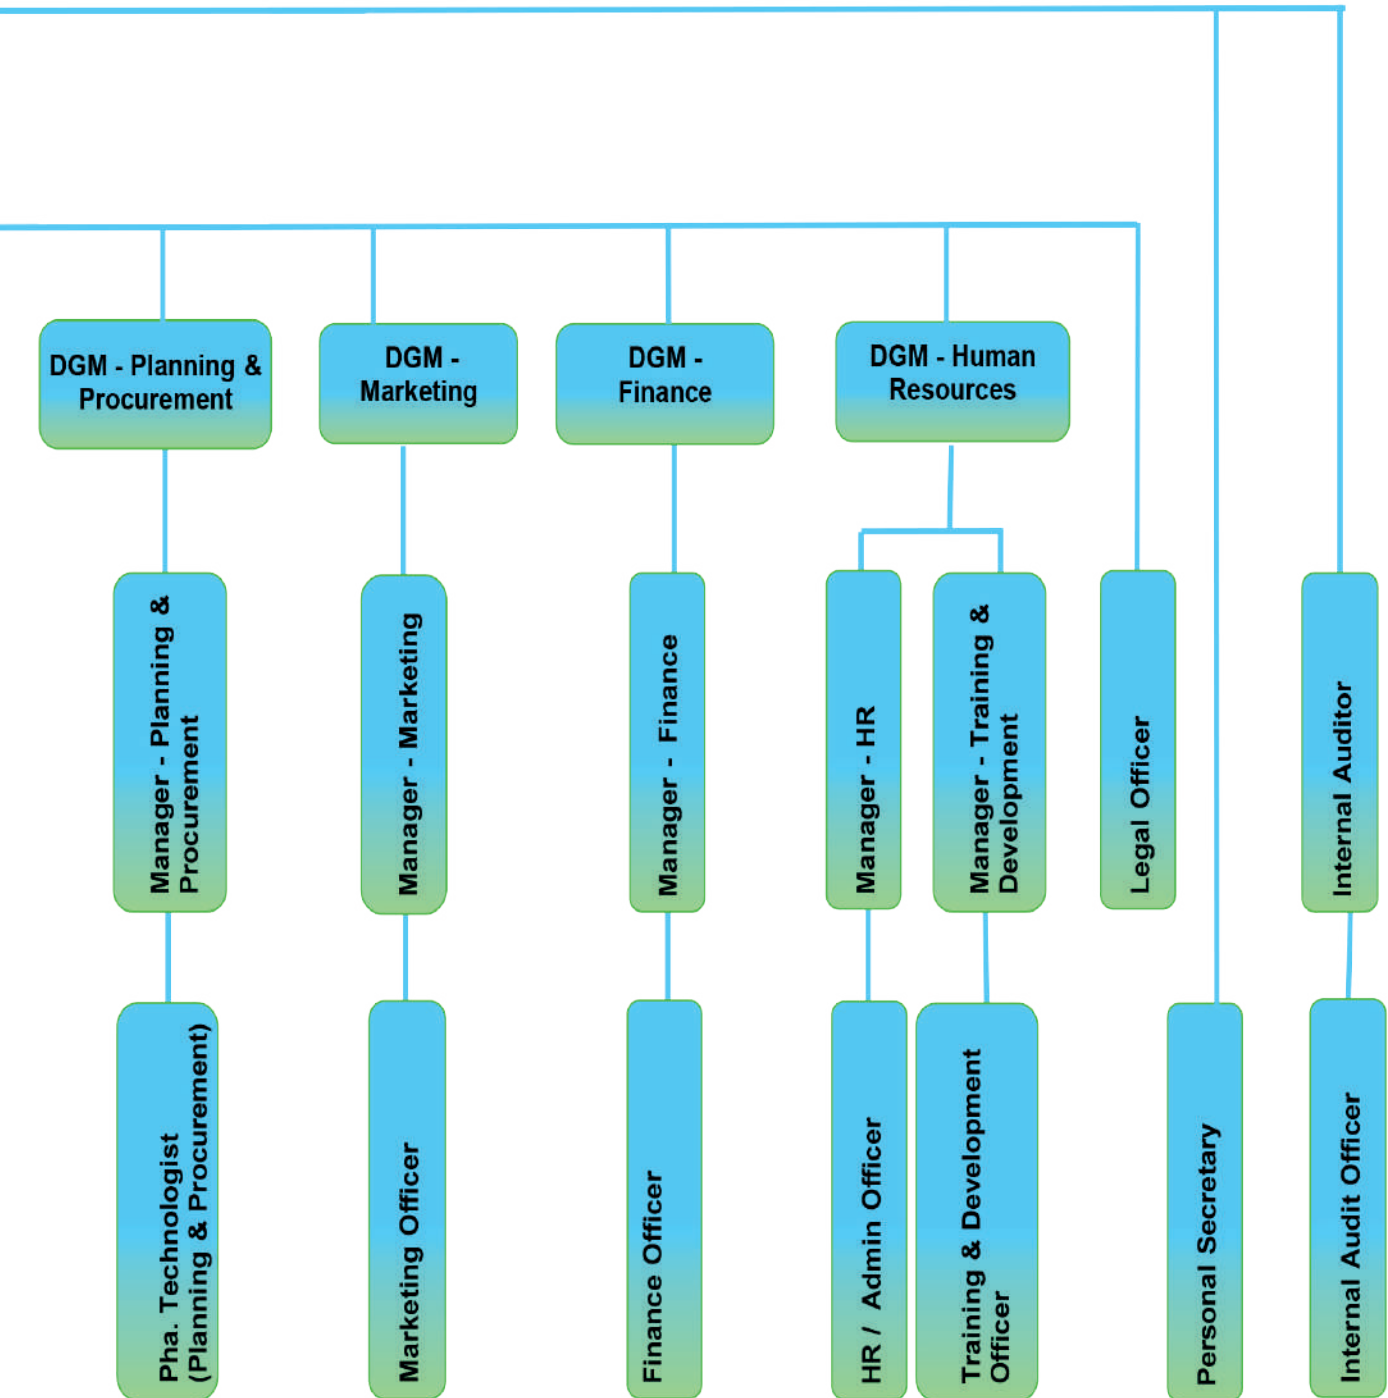 DGM - Planning &
Procurement
DGM -
Marketing
DGM -
Finance
DGM - Human
Resources
Manager - Planning &
Procurement
Manager - Marketing
Manager - Finance
Manager - HR
Manager - Training &
Development
Legal Officer
Internal Auditor
Pha. Technologist
(Planning & Procurement)
Marketing Officer
Finance Officer
HR / Admin Officer
Training & Development
Officer
Personal Secretary
Internal Audit Officer